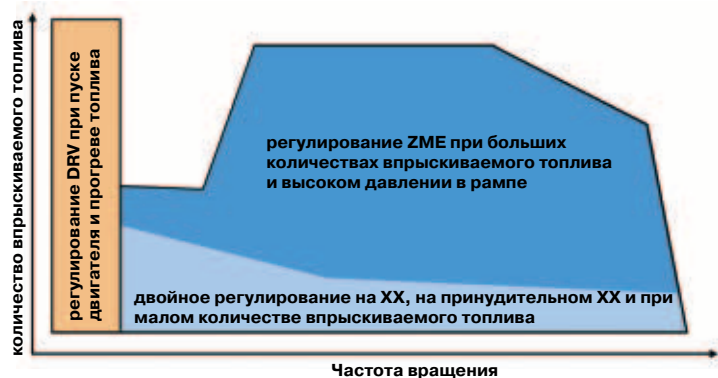 количество впрыскиваемого топлива
регулирование DRV при пуске
двигателя и прогреве топлива
регулирование ZME при больших
количествах впрыскиваемого топлива
и высоком давлении в рампе
двойное регулирование на ХХ, на принудительном ХХ и при
малом количестве впрыскиваемого топлива
Частота вращения